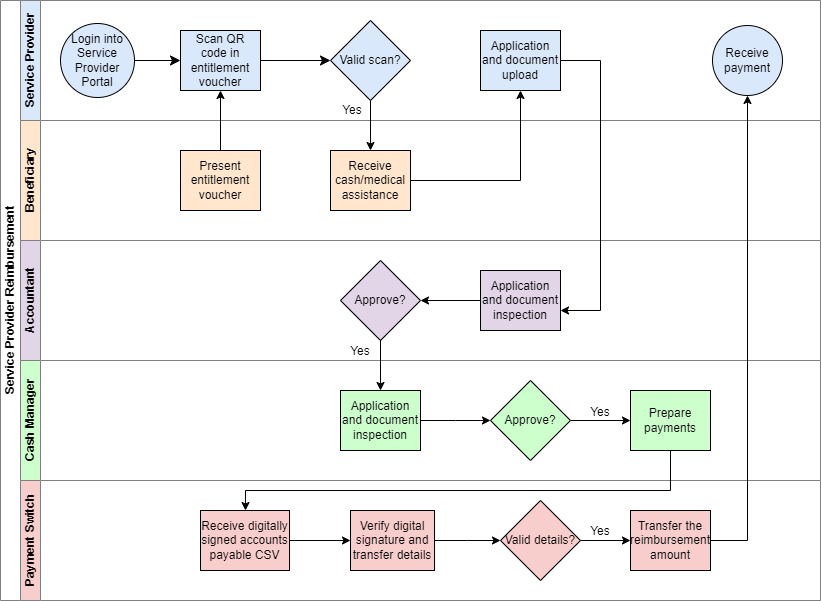 Service Provider Reimbursement
Service Provider
Login into
Service
Provider
Portal
Scan QR
code in
entitlement
voucher
Valid scan?
Yes
Application
and document
upload
Receive
payment
Beneficiary
Present
entitlement
voucher
Receive
cash/medical
assistance
Accountant
Approve?
Yes
Application
and document
inspection
Cash Manager
Application
and document
inspection
Approve?
Yes
Prepare
payments
Payment Switch
Receive digitally
signed accounts
payable CSV
Verify digital
signature and
transfer details
Valid details?
Yes
Transfer the
reimbursement
amount